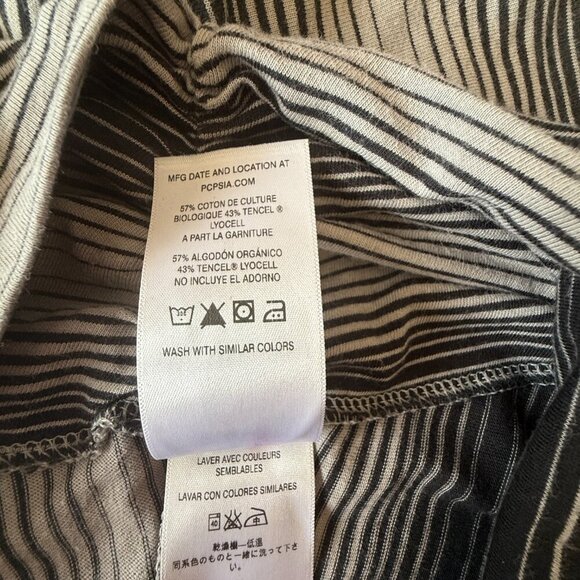 MFG DATE AND LOCATION AT
PCPSIA.COM
57% COTON DE CULTURE
BIOLOGIQUE 43% TENCEL ®
LYOCELL
A PART LA GARNITURE
57% ALGODÓN ORGÁNICO
43% TENCEL® LYOCELL
NO INCLUYE EL ADORNO
WASH WITH SIMILAR COLORS
LAVER AVEC COULEURS
SEMBLABLES
LAVAR CON COLORES SIMILARES
40
乾燥機−低温
同系色のものと一緒に洗って下さ
い